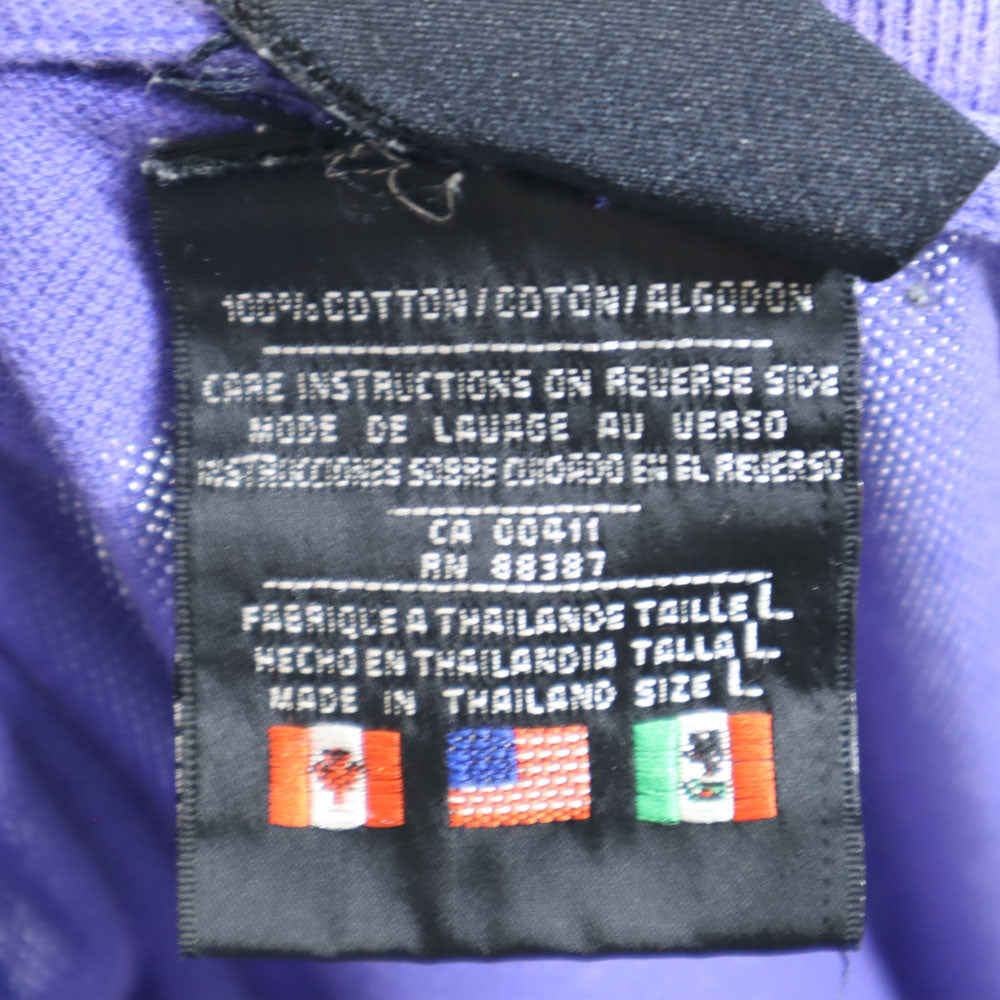 100% COTTON / COTON / ALGODON
CARE INSTRUCTIONS ON REVERSE SIDE
MODE DE LAVAGE AU VERSO
INSTRUCCIONES SOBRE CUIDADO EN EL REVERSO
CA 00411
RN 88387
FABRIQUE A THAILANDE TAILLE L
HECHO EN THAILANDIA TALLA L
MADE IN THAILAND SIZE L